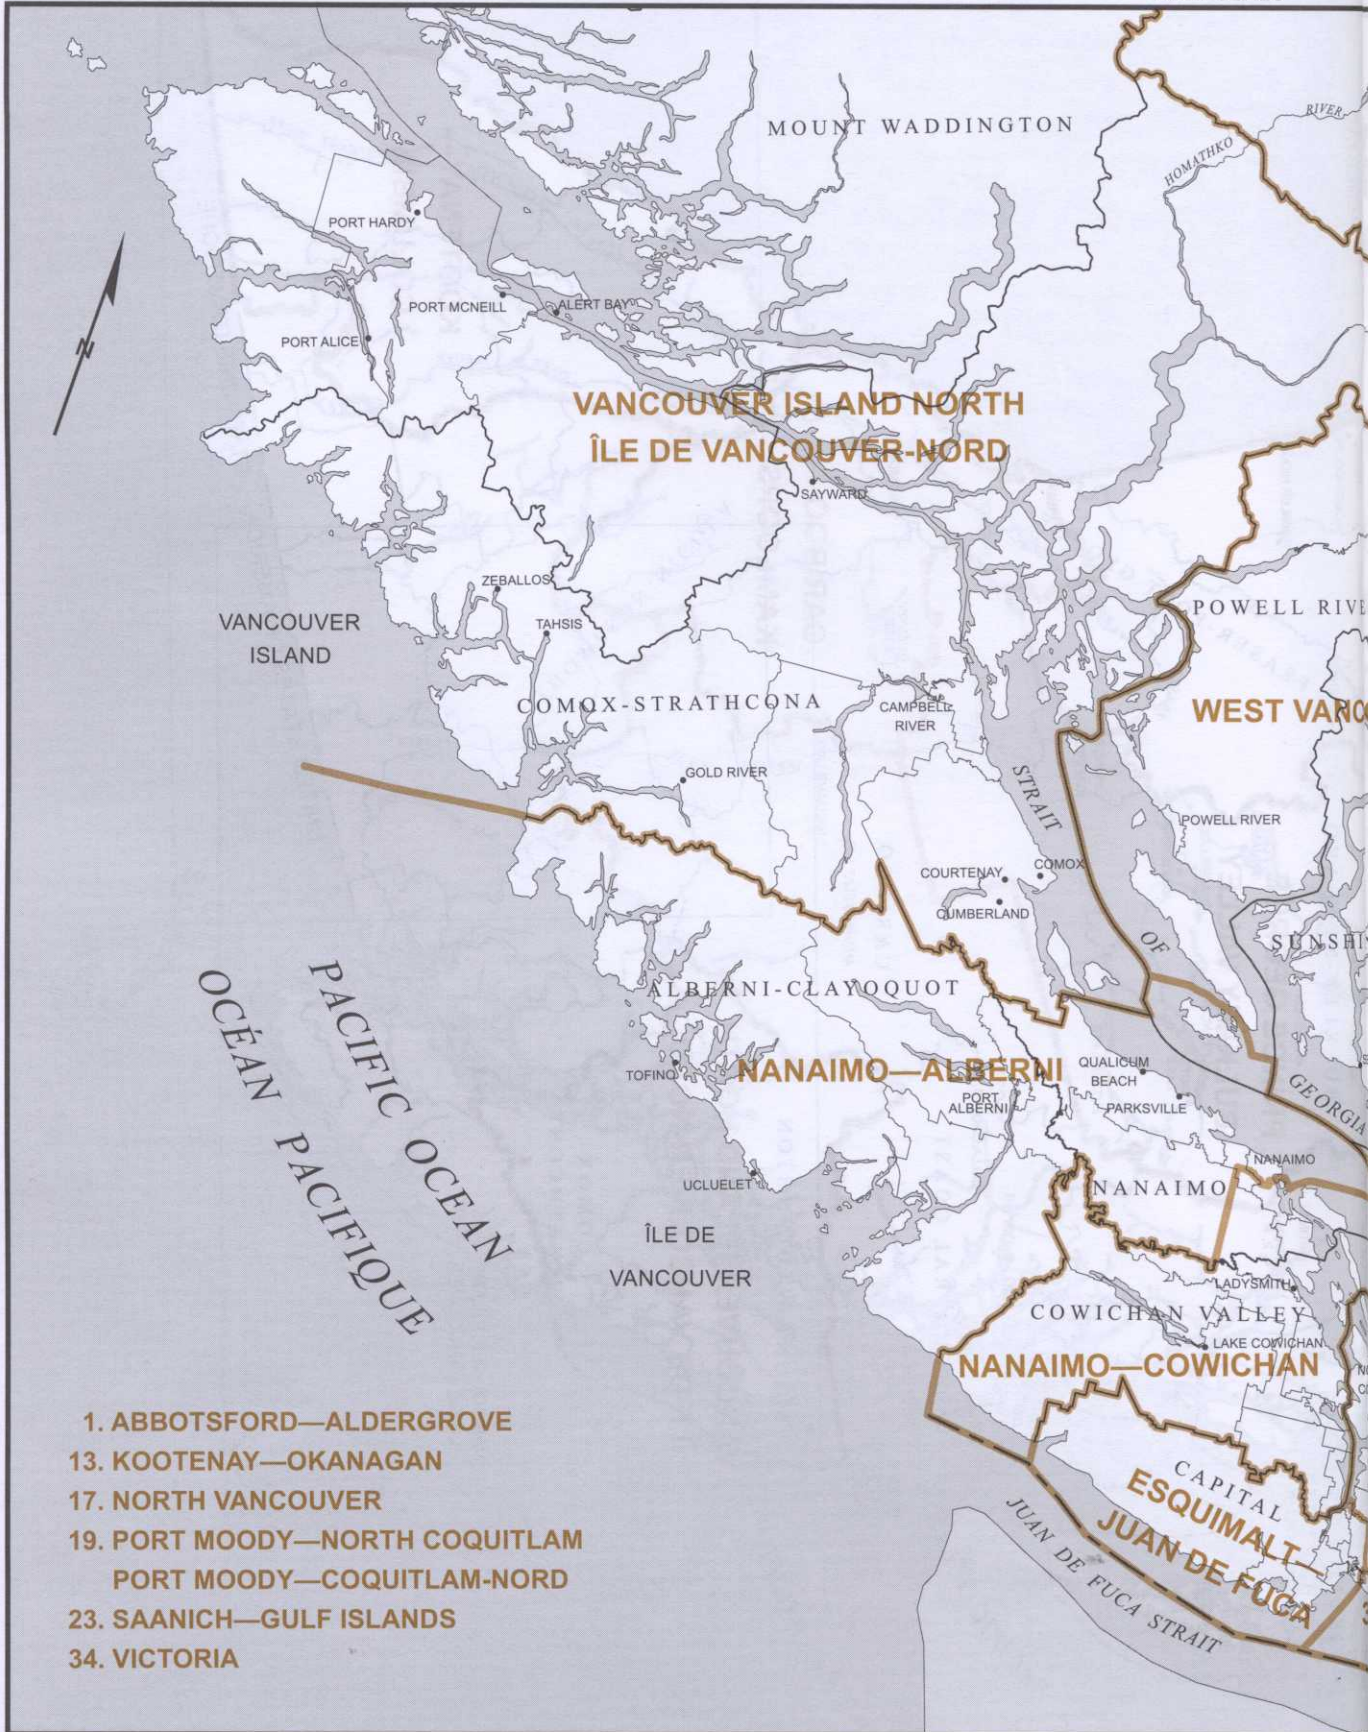 MOUNT WADDINGTON
RIVER
HOMATHKO
PORT HARDY
PORT MCNEILL
ALERT BAY
PORT ALICE
N
VANCOUVER ISLAND NORTH
ÎLE DE VANCOUVER-NORD
SAYWARD
ZEBALLOS
TAHSIS
VANCOUVER
ISLAND
POWELL RIVE
COMOX-STRATHCONA
CAMPBELL
RIVER
WEST VANCO
GOLD RIVER
STRAIT
OF
GEORGIA
POWELL RIVER
COURTENAY
COMOX
CUMBERLAND
SUNSHI
PACIFIC OCEAN
OCÉAN PACIFIQUE
ALBERNI-CLAYOQUOT
TOFINO
NANAIMO—ALBERNI
QUALICUM
BEACH
PORT
ALBERNI
PARKSVILLE
NANAIMO
UCLUELET
NANAIMO
ÎLE DE
VANCOUVER
LADYSMITH
COWICHAN VALLEY
LAKE COWICHAN
NANAIMO—COWICHAN
CAPITAL
ESQUIMALT—
JUAN DE FUCA
JUAN DE FUCA STRAIT
1. ABBOTSFORD—ALDERGROVE
13. KOOTENAY—OKANAGAN
17. NORTH VANCOUVER
19. PORT MOODY—NORTH COQUITLAM
PORT MOODY—COQUITLAM-NORD
23. SAANICH—GULF ISLANDS
34. VICTORIA